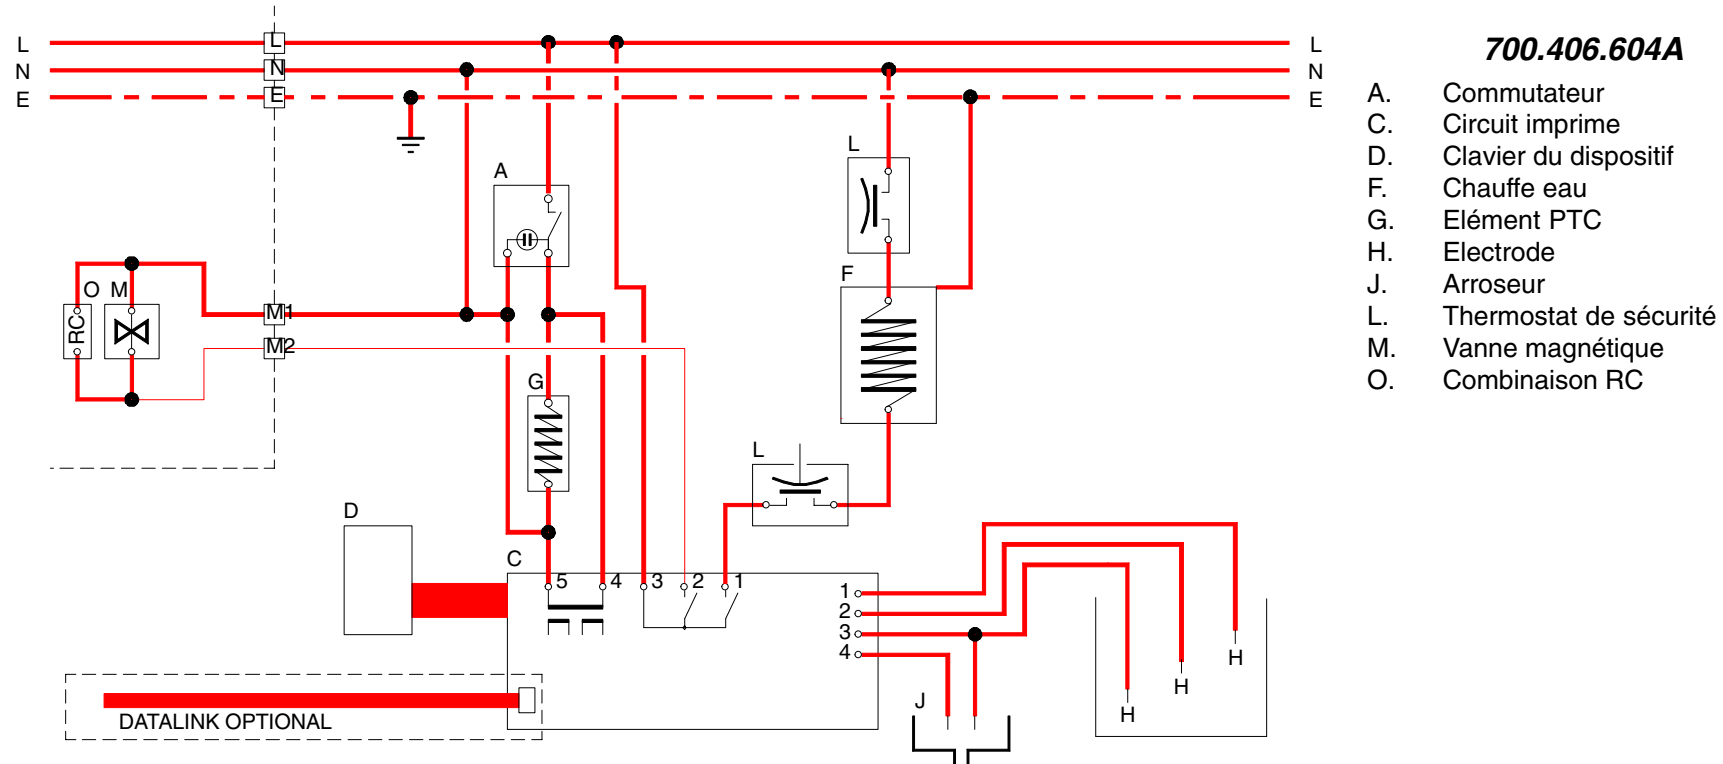 L L L
N N N
E E E
700.406.604A
A. Commutateur
C. Circuit imprime
D. Clavier du dispositif
F. Chauffe eau
G. Elément PTC
H. Electrode
J. Arroseur
L. Thermostat de sécurité
M. Vanne magnétique
O. Combinaison RC
L
A
F
O M
RC
M1
M2
G
L
D
C
5 4 3 2 1
1
2
3
4
H
H
H
J
DATALINK OPTIONAL